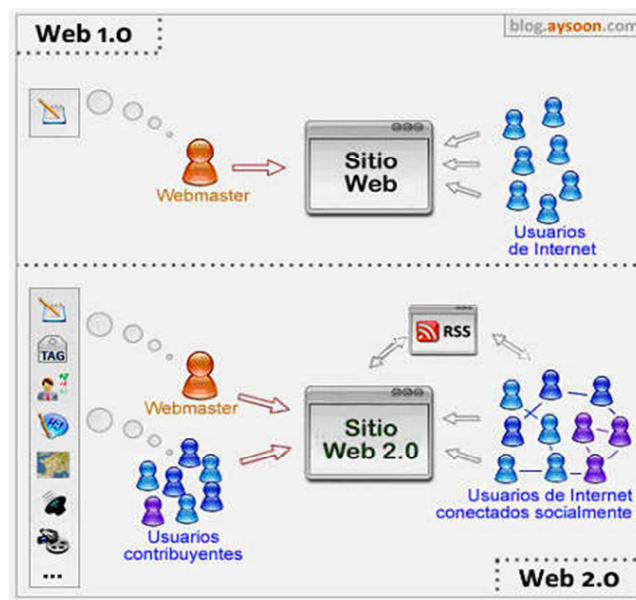 Web 1.0
blog.aysoon.com
Webmaster
Sitio
Web
Usuarios
de Internet
TAG
Webmaster
RSS
Sitio
Web 2.0
Usuarios
contribuyentes
Usuarios de Internet
conectados socialmente
...
Web 2.0